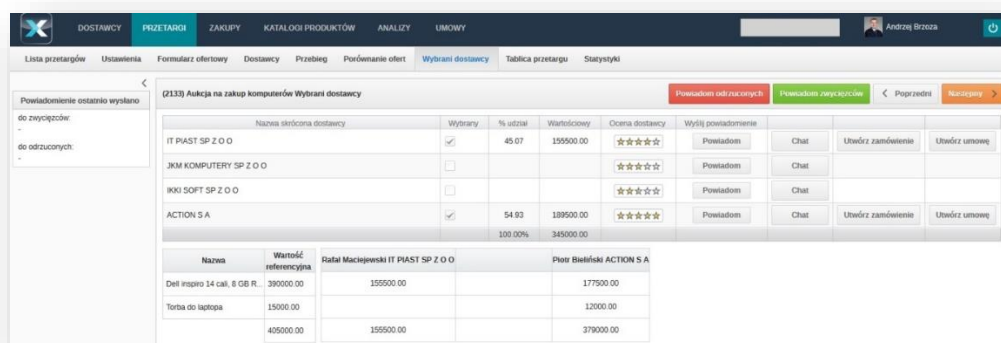 X DOSTAWCY PRZETARGI ZAKUPY KATALOGI PRODUKTÓW ANALIZY UMOWY Andrzej Brzoza
Lista przetargów Ustawienia Formularz ofertowy Dostawcy Przebieg Porównanie ofert Wybrani dostawcy Tablica przetargu Statystyki
Powiadomienie ostatnio wysłano
do zwycięzców:
-
do odrzuconych:
-
(2133) Aukcja na zakup komputerów Wybrani dostawcy Powiadom odrzuconych Powiadom zwycięzców Poprzedni Następny
Nazwa skrócona dostawcy Wybrany % udział Wartościowy Ocena dostawcy Wyślij powiadomienie
IT PIAST SP Z O O 45.07 155500.00 Powiadom Chat Utwórz zamówienie Utwórz umowę
JKM KOMPUTERY SP Z O O Powiadom Chat
IKKI SOFT SP Z O O Powiadom Chat
ACTION S A 54.93 189500.00 Powiadom Chat Utwórz zamówienie Utwórz umowę
100.00% 345000.00
Nazwa Wartość referencyjna Rafał Maciejewski IT PIAST SP Z O O Piotr Bieliński ACTION S A
Dell inspiro 14 cali, 8 GB R... 390000.00 155500.00 177500.00
Torba do laptopa 15000.00 12000.00
405000.00 155500.00 379000.00